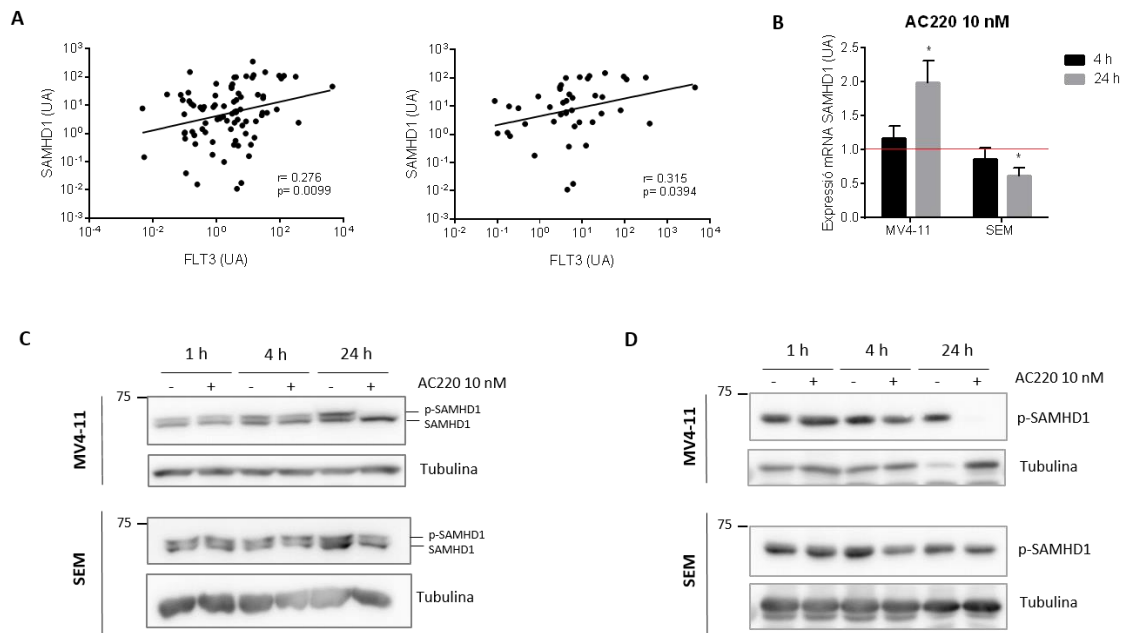 A
10³
10²
10¹
10⁰
10⁻¹
10⁻²
10⁻³
SAMHD1 (UA)
r= 0.276
p= 0.0099
10⁻⁴
10⁻²
10⁰
10²
10⁴
FLT3 (UA)
10³
10²
10¹
10⁰
10⁻¹
10⁻²
10⁻³
SAMHD1 (UA)
r= 0.315
p= 0.0394
10⁻²
10⁻¹
10⁰
10¹
10²
10³
10⁴
FLT3 (UA)
B
AC220 10 nM
Expressió mRNA SAMHD1 (UA)
2.5
2.0
1.5
1.0
0.5
0.0
*
*
MV4-11
SEM
4 h
24 h
C
1 h 4 h 24 h
- + - + - + AC220 10 nM
75
MV4-11
p-SAMHD1
SAMHD1
Tubulina
75
SEM
p-SAMHD1
SAMHD1
Tubulina
D
1 h 4 h 24 h
- + - + - + AC220 10 nM
75
MV4-11
p-SAMHD1
Tubulina
75
SEM
p-SAMHD1
Tubulina